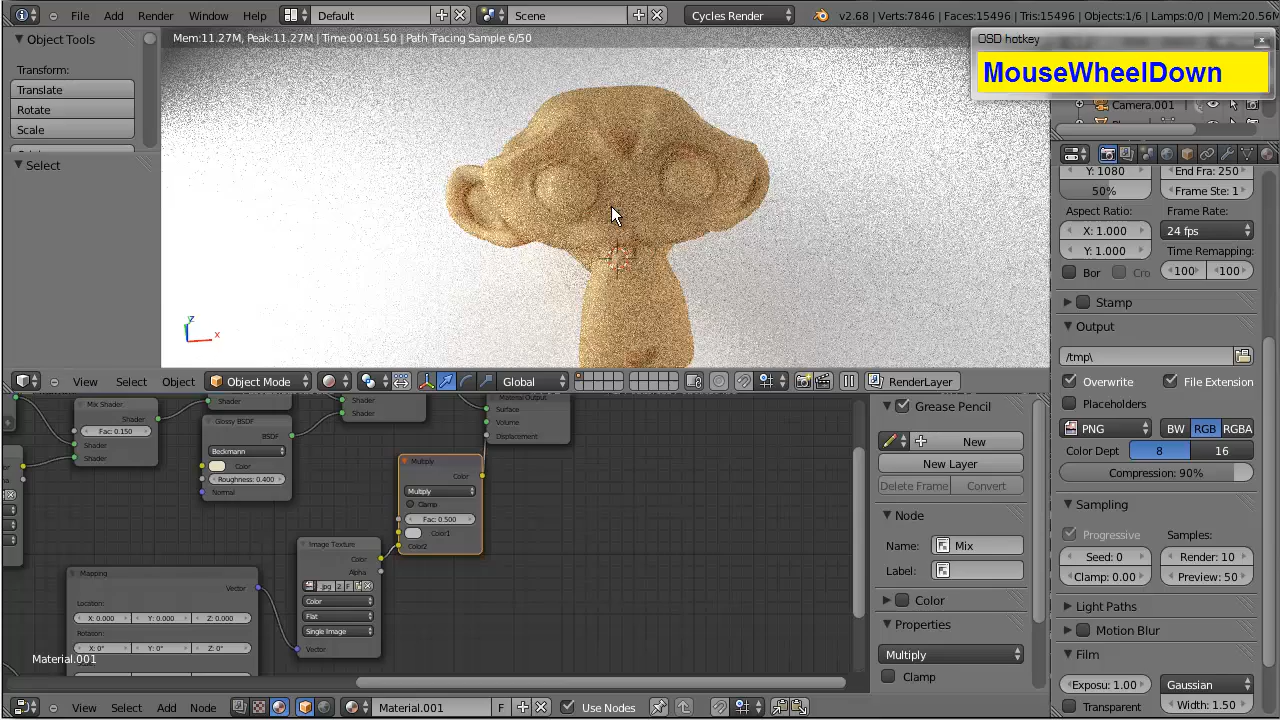 File Add Render Window Help Default Scene Cycles Render v2.68 | Verts:7846 | Faces:15496 | Tris:15496 | Objects:1/6 | Lamps:0/0 | Mem:20.56M
Object Tools
Transform:
Translate
Rotate
Scale
Select
Mem:11.27M, Peak:11.27M | Time:00:01.50 | Path Tracing Sample 6/50
OSD hotkey
MouseWheelDown
Camera.001
z
x
View Select Object Object Mode Global RenderLayer
Mix Shader
Shader
Fac: 0.150
Shader
Shader
Shader
Glossy BSDF
BSDF
Beckmann
Color
Roughness: 0.400
Normal
Shader
Material Output
Surface
Volume
Displacement
Multiply
Color
Multiply
Clamp
Fac: 0.500
Color1
Color2
Image Texture
Color
Alpha
jpg 2 F
Color
Flat
Single Image
Vector
Mapping
Vector
Location:
X: 0.000 Y: 0.000 Z: 0.000
Rotation:
X: 0° Y: 0° Z: 0°
Material.001
Grease Pencil
New
New Layer
Delete Frame Convert
Node
Name: Mix
Label:
Color
Properties
Multiply
Clamp
View Select Add Node Material.001 F Use Nodes
Y: 1080 End Fra: 250
50% Frame Ste: 1
Aspect Ratio: Frame Rate:
X: 1.000 24 fps
Y: 1.000 Time Remapping:
Bor Cro 100 100
Stamp
Output
/tmp\
Overwrite File Extension
Placeholders
PNG BW RGB RGBA
Color Dept 8 16
Compression: 90%
Sampling
Progressive Samples:
Seed: 0 Render: 10
Clamp: 0.00 Preview: 50
Light Paths
Motion Blur
Film
Exposu: 1.00 Gaussian
Transparent Width: 1.50